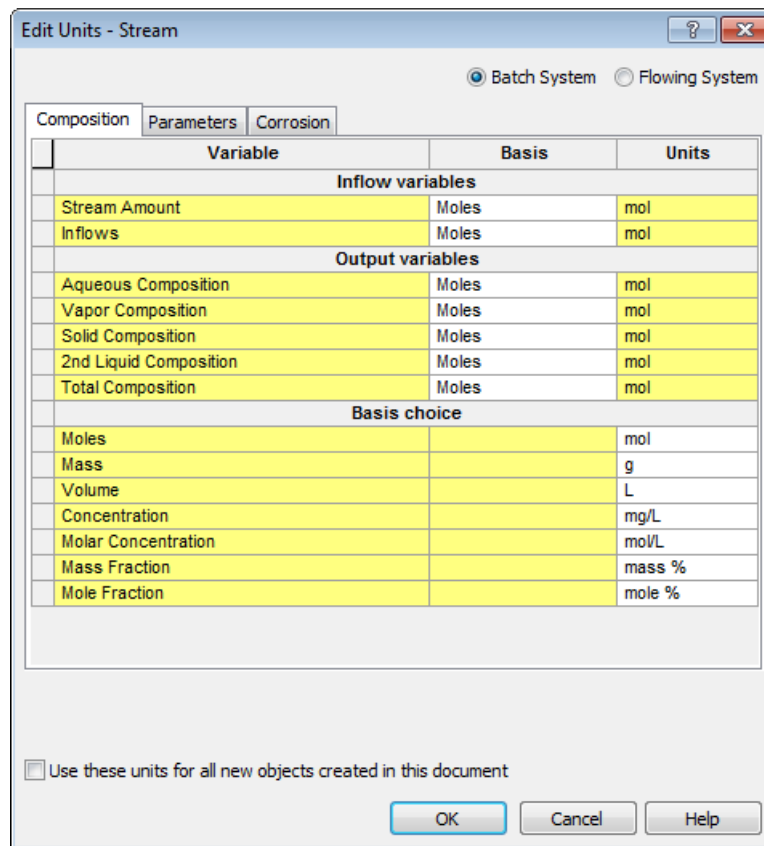 Edit Units - Stream
?
Batch System Flowing System
Composition Parameters Corrosion
Variable Basis Units
Inflow variables
Stream Amount Moles mol
Inflows Moles mol
Output variables
Aqueous Composition Moles mol
Vapor Composition Moles mol
Solid Composition Moles mol
2nd Liquid Composition Moles mol
Total Composition Moles mol
Basis choice
Moles mol
Mass g
Volume L
Concentration mg/L
Molar Concentration mol/L
Mass Fraction mass %
Mole Fraction mole %
Use these units for all new objects created in this document
OK Cancel Help